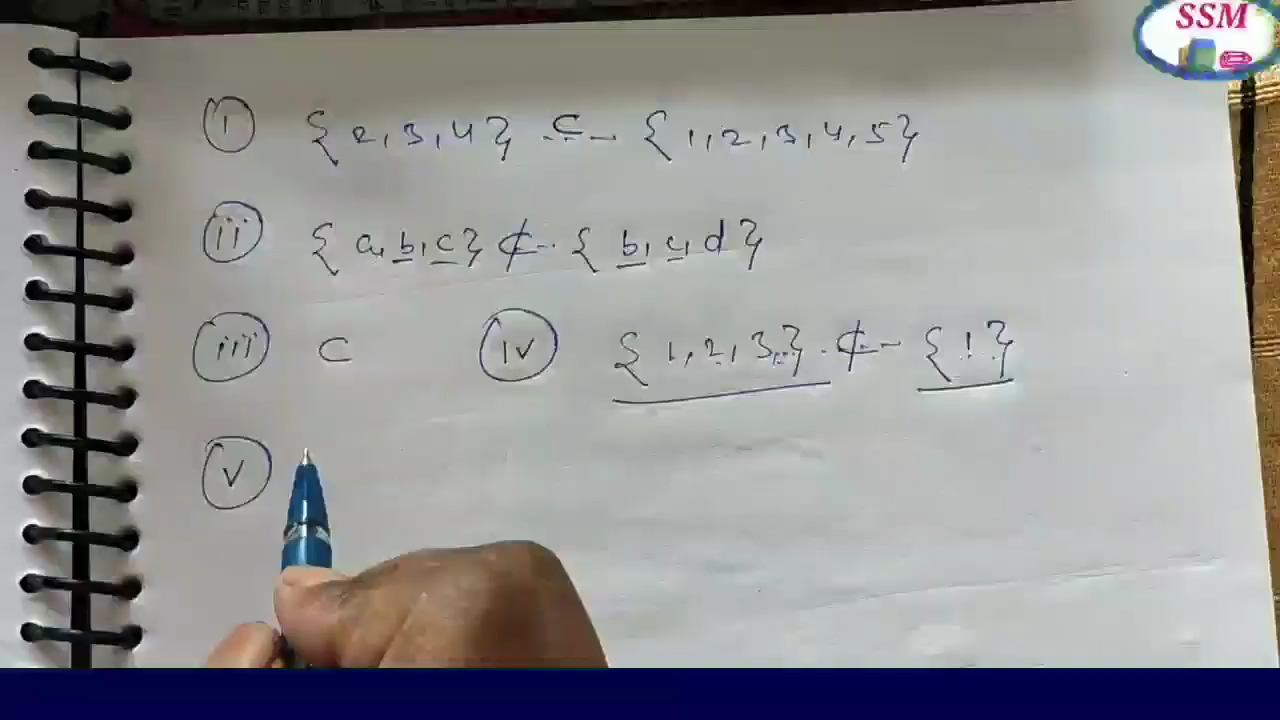 SSM
(i) {2, 3, 4} ⊂ {1, 2, 3, 4, 5}
(ii) {a, b, c} ⊄ {b, c, d}
(iii) ⊂ (iv) {1, 2, 3, } ⊄ {1}
(v)